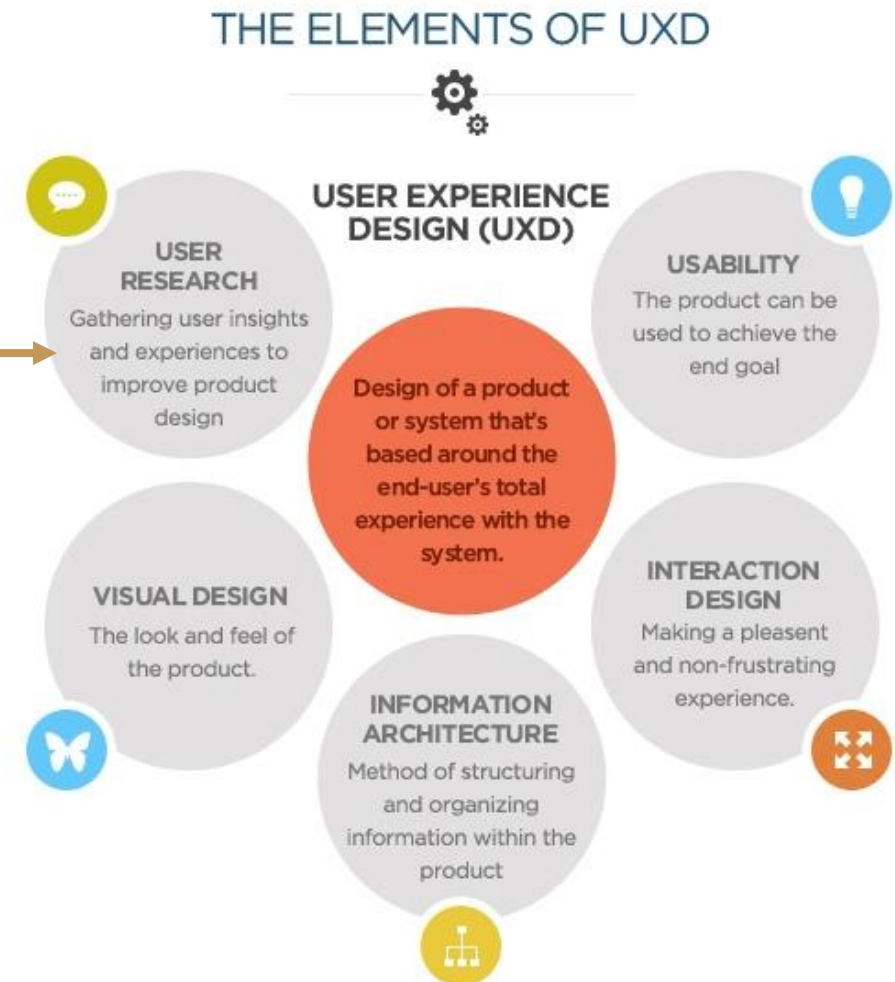 THE ELEMENTS OF UXD
USER EXPERIENCE
DESIGN (UXD)
USER
RESEARCH
Gathering user insights
and experiences to
improve product
design
USABILITY
The product can be
used to achieve the
end goal
Design of a product
or system that's
based around the
end-user's total
experience with the
system.
VISUAL DESIGN
The look and feel of
the product.
INTERACTION
DESIGN
Making a pleasent
and non-frustrating
experience.
INFORMATION
ARCHITECTURE
Method of structuring
and organizing
information within the
product